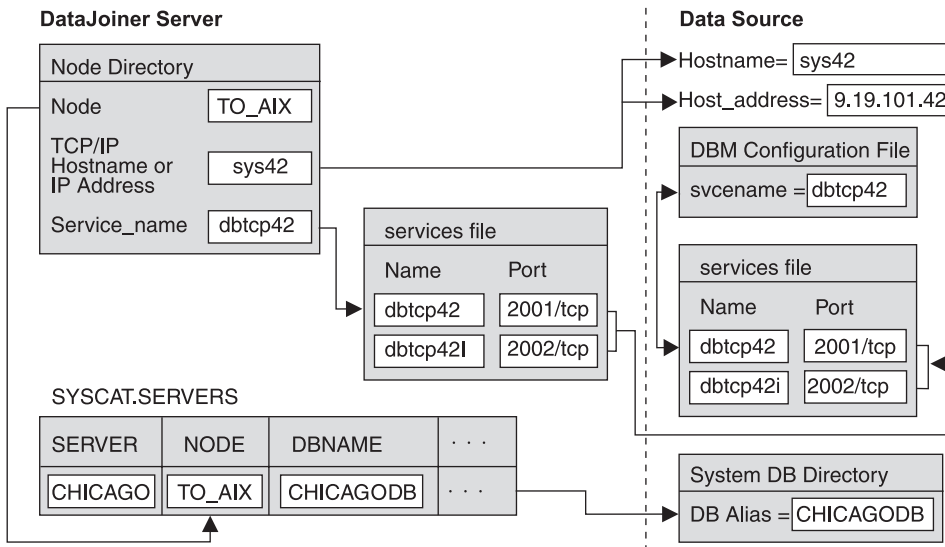 DataJoiner Server
Data Source
Node Directory
Node TO_AIX
TCP/IP
Hostname or
IP Address
sys42
Service_name dbtcp42
services file
Name Port
dbtcp42 2001/tcp
dbtcp42I 2002/tcp
SYSCAT.SERVERS
SERVER NODE DBNAME . . .
CHICAGO TO_AIX CHICAGODB . . .
Hostname= sys42
Host_address= 9.19.101.42
DBM Configuration File
svcename = dbtcp42
services file
Name Port
dbtcp42 2001/tcp
dbtcp42i 2002/tcp
System DB Directory
DB Alias = CHICAGODB